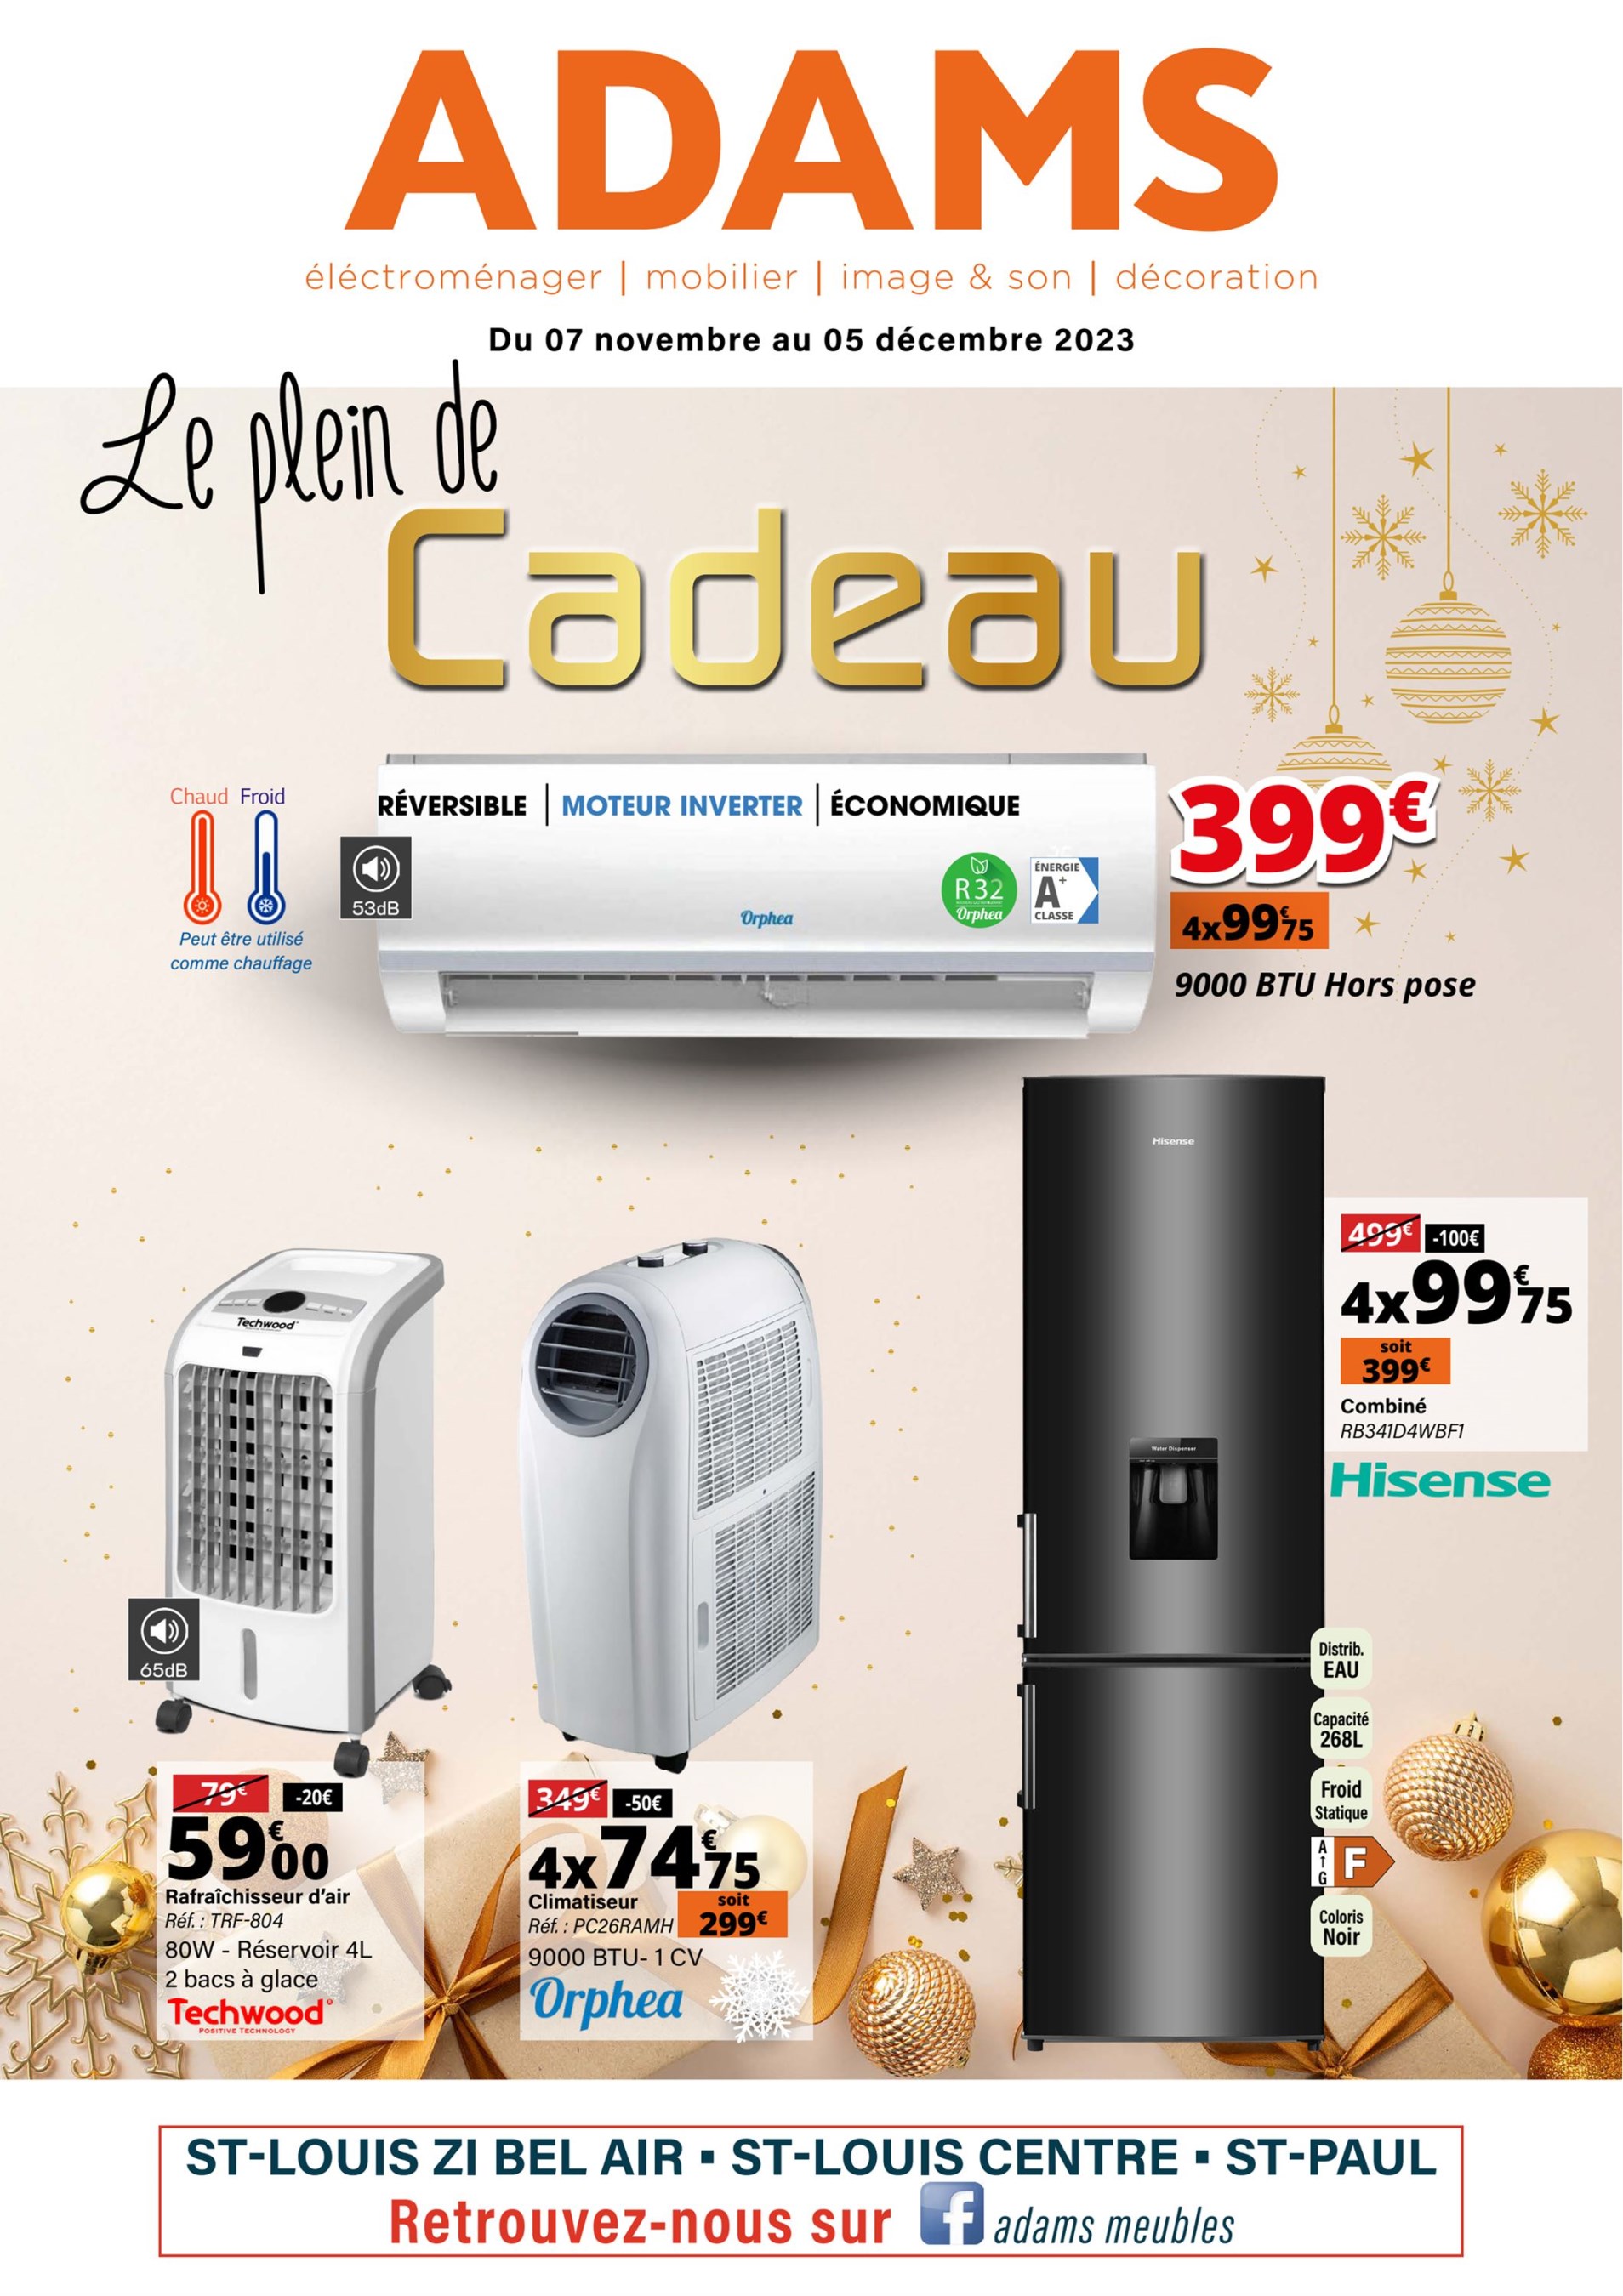 ADAMS
éléctroménager | mobilier | image & son | décoration
Du 07 novembre au 05 décembre 2023
Le plein de
Cadeau
Chaud Froid
Peut être utilisé
comme chauffage
53dB
RÉVERSIBLE | MOTEUR INVERTER | ÉCONOMIQUE
Orphea
R32
Orphea
ÉNERGIE
A+
CLASSE
399€
4x99€75
9000 BTU Hors pose
Hisense
Water Dispenser
499€ -100€
4x99€75
soit
399€
Combiné
RB341D4WBF1
Hisense
Distrib.
EAU
Capacité
268L
Froid
Statique
A
↑
G
F
Coloris
Noir
Techwood
65dB
79€ -20€
59€00
Rafraîchisseur d'air
Réf. : TRF-804
80W - Réservoir 4L
2 bacs à glace
Techwood
POSITIVE TECHNOLOGY
349€ -50€
4x74€75
Climatiseur
Réf. : PC26RAMH
soit
299€
9000 BTU- 1 CV
Orphea
ST-LOUIS ZI BEL AIR ▪ ST-LOUIS CENTRE ▪ ST-PAUL
Retrouvez-nous sur f adams meubles